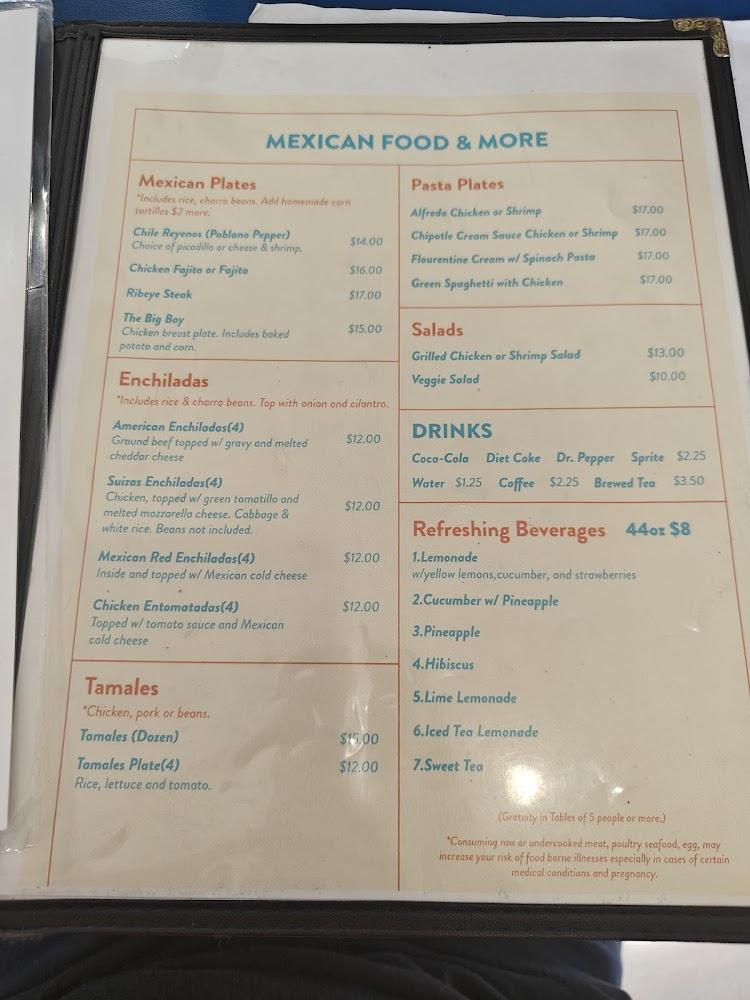 MEXICAN FOOD & MORE
Mexican Plates
*Includes rice, charro beans. Add homemade corn
tortillas $2 more.
Chile Reyenos (Poblano Pepper)
Choice of picadillo or cheese & shrimp.
$14.00
Chicken Fajita or Fajita $16.00
Ribeye Steak $17.00
The Big Boy
Chicken breast plate. Includes baked
potato and corn.
$15.00
Enchiladas
*Includes rice & charro beans. Top with onion and cilantro.
American Enchiladas(4)
Ground beef topped w/ gravy and melted
cheddar cheese
$12.00
Suizas Enchiladas(4)
Chicken, topped w/ green tomatillo and
melted mozzarella cheese. Cabbage &
white rice. Beans not included.
$12.00
Mexican Red Enchiladas(4) $12.00
Inside and topped w/ Mexican cold cheese
Chicken Entomatadas(4) $12.00
Topped w/ tomato sauce and Mexican
cold cheese
Tamales
*Chicken, pork or beans.
Tamales (Dozen) $15.00
Tamales Plate(4) $12.00
Rice, lettuce and tomato.
Pasta Plates
Alfredo Chicken or Shrimp $17.00
Chipotle Cream Sauce Chicken or Shrimp $17.00
Flourentine Cream w/ Spinach Pasta $17.00
Green Spaghetti with Chicken $17.00
Salads
Grilled Chicken or Shrimp Salad $13.00
Veggie Salad $10.00
DRINKS
Coca-Cola Diet Coke Dr. Pepper Sprite $2.25
Water $1.25 Coffee $2.25 Brewed Tea $3.50
Refreshing Beverages 44oz $8
1.Lemonade
w/yellow lemons,cucumber, and strawberries
2.Cucumber w/ Pineapple
3.Pineapple
4.Hibiscus
5.Lime Lemonade
6.Iced Tea Lemonade
7.Sweet Tea
(Gratuity in Tables of 5 people or more.)
*Consuming raw or undercooked meat, poultry seafood, egg, may
increase your risk of food borne illnesses especially in cases of certain
medical conditions and pregnancy.